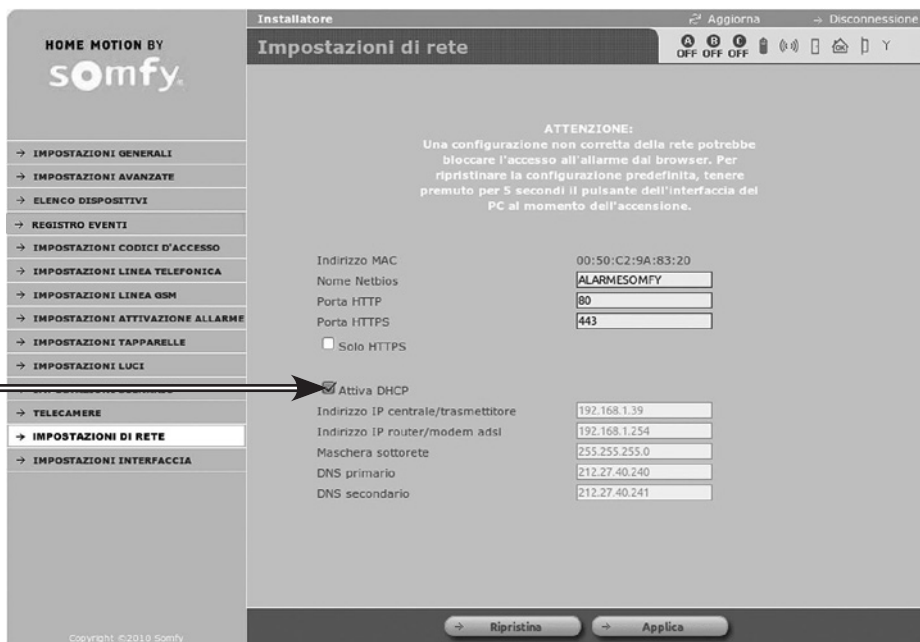 Installatore
Aggiorna
→ Disconnessione
HOME MOTION BY
somfy.
Impostazioni di rete
A B C
OFF OFF OFF
OK
ATTENZIONE:
Una configurazione non corretta della rete potrebbe
bloccare l'accesso all'allarme dal browser. Per
ripristinare la configurazione predefinita, tenere
premuto per 5 secondi il pulsante dell'interfaccia del
PC al momento dell'accensione.
→ IMPOSTAZIONI GENERALI
→ IMPOSTAZIONI AVANZATE
→ ELENCO DISPOSITIVI
→ REGISTRO EVENTI
→ IMPOSTAZIONI CODICI D'ACCESSO
→ IMPOSTAZIONI LINEA TELEFONICA
→ IMPOSTAZIONI LINEA GSM
→ IMPOSTAZIONI ATTIVAZIONE ALLARME
→ IMPOSTAZIONI TAPPARELLE
→ IMPOSTAZIONI LUCI
→ TELECAMERE
→ IMPOSTAZIONI DI RETE
→ IMPOSTAZIONI INTERFACCIA
Indirizzo MAC 00:50:C2:9A:83:20
Nome Netbios ALARMESOMFY
Porta HTTP 80
Porta HTTPS 443
Solo HTTPS
Attiva DHCP
Indirizzo IP centrale/trasmettitore 192.168.1.39
Indirizzo IP router/modem adsl 192.168.1.254
Maschera sottorete 255.255.255.0
DNS primario 212.27.40.240
DNS secondario 212.27.40.241
→ Ripristina
→ Applica
Copyright ©2010 Somfy